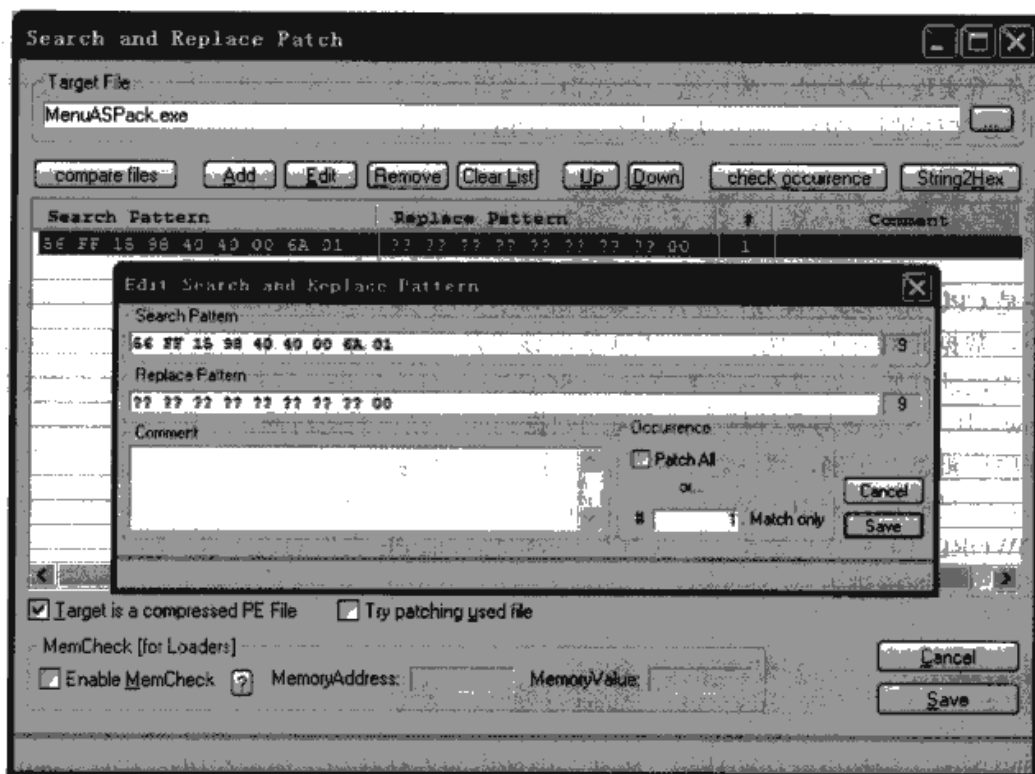 Search and Replace Patch
Target File
MenuASPack.exe
...
compare files Add Edit Remove Clear List Up Down check occurrence String2Hex
Search Pattern Replace Pattern # Comment
56 FF 15 98 40 40 00 6A 01 ?? ?? ?? ?? ?? ?? ?? ?? 00 1
Edit Search and Replace Pattern
Search Pattern
56 FF 15 98 40 40 00 6A 01 9
Replace Pattern
?? ?? ?? ?? ?? ?? ?? ?? 00 9
Comment Occurrence
Patch All
or...
Cancel
# 1 Match only
Save
Target is a compressed PE File Try patching used file
MemCheck [for Loaders]
Cancel
Enable MemCheck ? MemoryAddress: MemoryValue:
Save